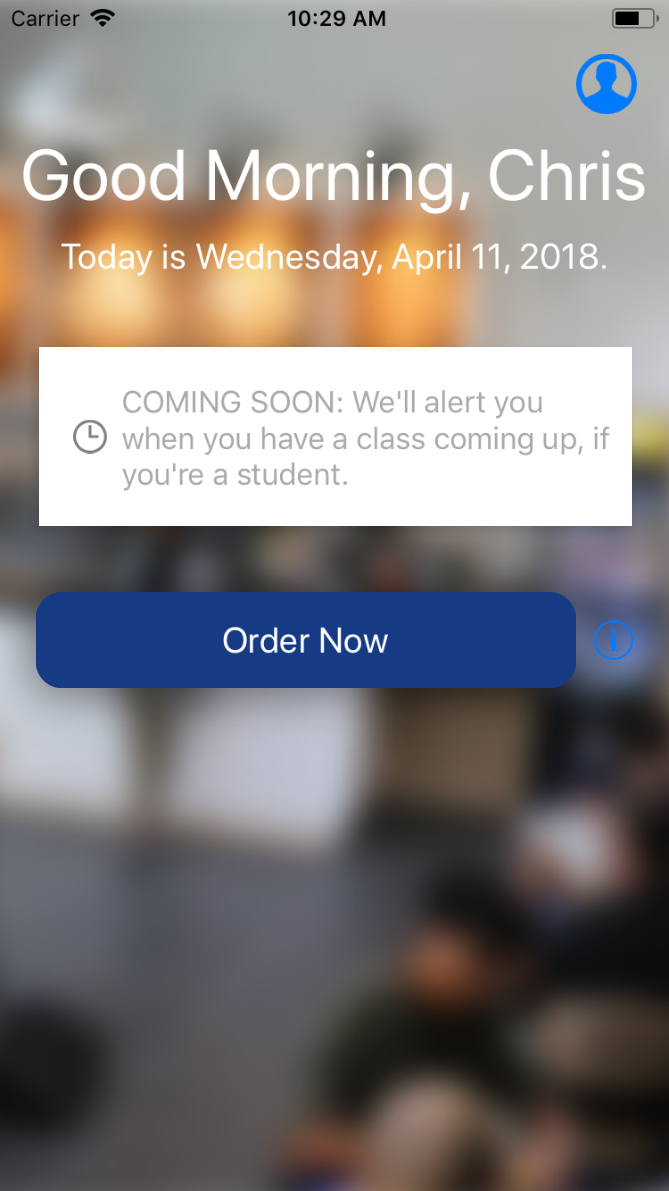 Carrier 10:29 AM
Good Morning, Chris
Today is Wednesday, April 11, 2018.
COMING SOON: We'll alert you
when you have a class coming up, if
you're a student.
Order Now